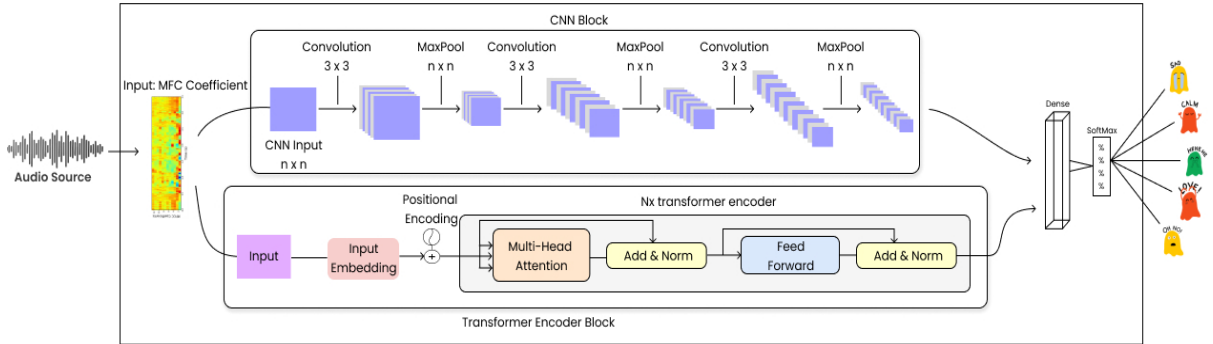 CNN Block
Convolution
3 x 3
MaxPool
n x n
Convolution
3 x 3
MaxPool
n x n
Convolution
3 x 3
MaxPool
n x n
Input: MFC Coefficient
CNN Input
n x n
Audio Source
Dense
SoftMax
%
%
%
%
SAD
CALM
LOVE!
OH NO!
Positional
Encoding
Nx transformer encoder
Input
Input
Embedding
+
Multi-Head
Attention
Add & Norm
Feed
Forward
Add & Norm
Transformer Encoder Block